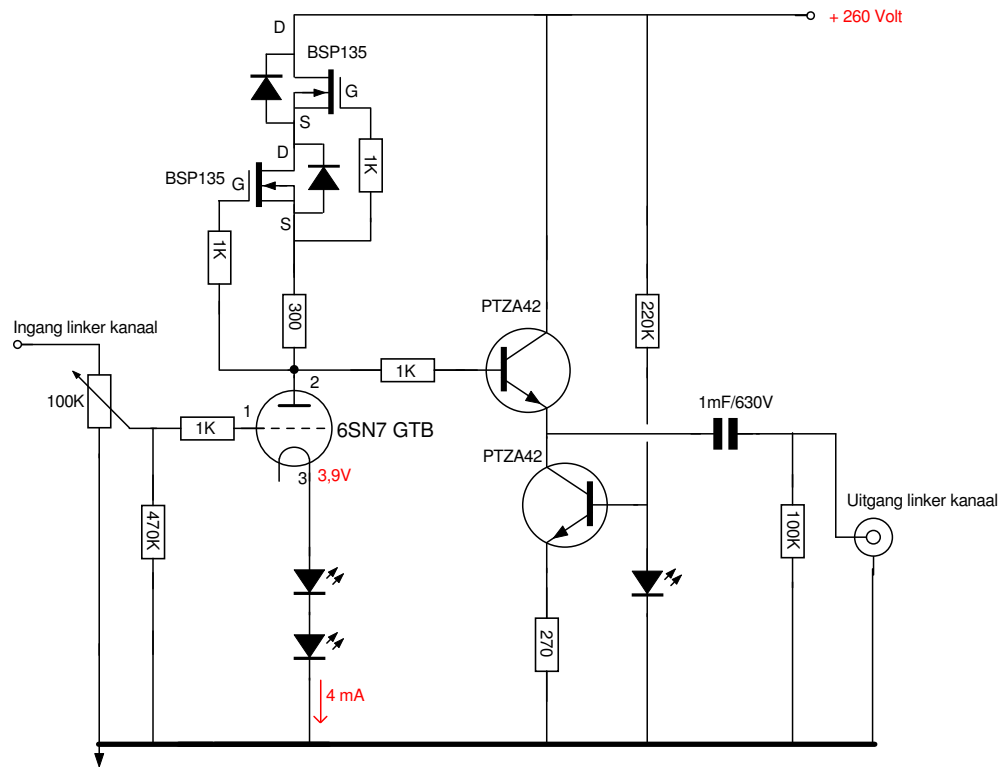 D
+ 260 Volt
BSP135
G
S
D
1K
BSP135
G
S
1K
300
PTZA42
220K
Ingang linker kanaal
1K
2
1mF/630V
100K
1
1K
6SN7 GTB
PTZA42
3
3,9V
Uitgang linker kanaal
470K
100K
270
4 mA